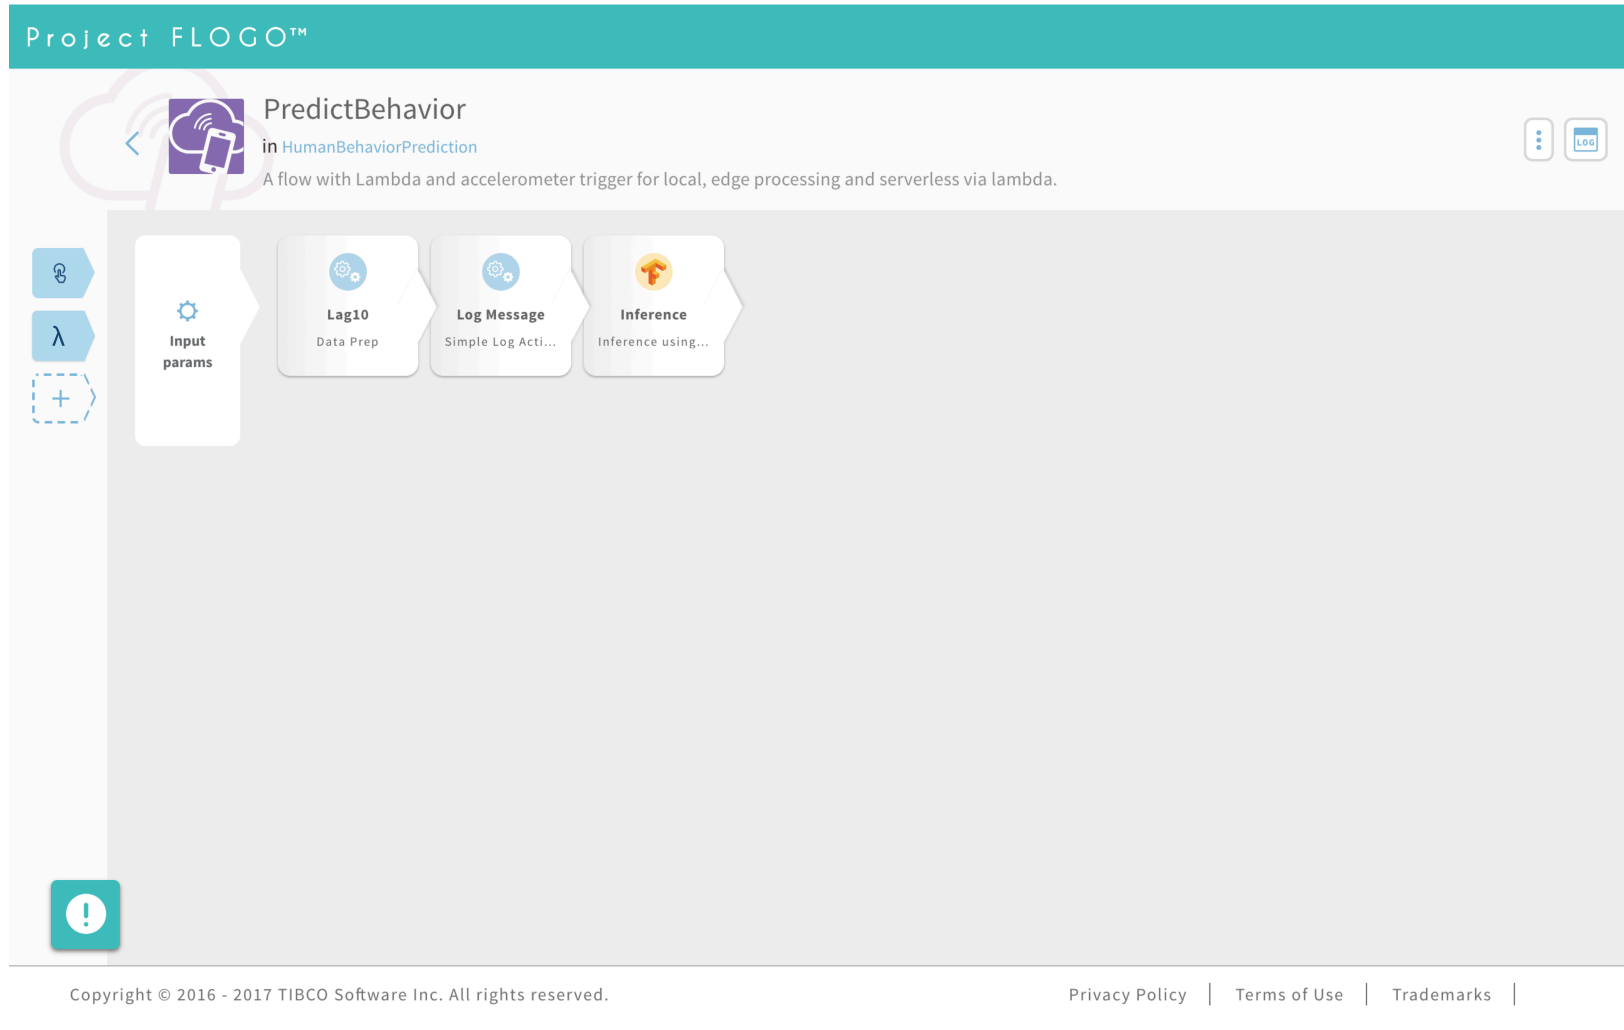 Project FLOGO™
PredictBehavior
in HumanBehaviorPrediction
A flow with Lambda and accelerometer trigger for local, edge processing and serverless via lambda.
LOG
λ
+
Input
params
Lag10
Data Prep
Log Message
Simple Log Acti...
Inference
Inference using...
!
Copyright © 2016 - 2017 TIBCO Software Inc. All rights reserved.
Privacy Policy | Terms of Use | Trademarks |